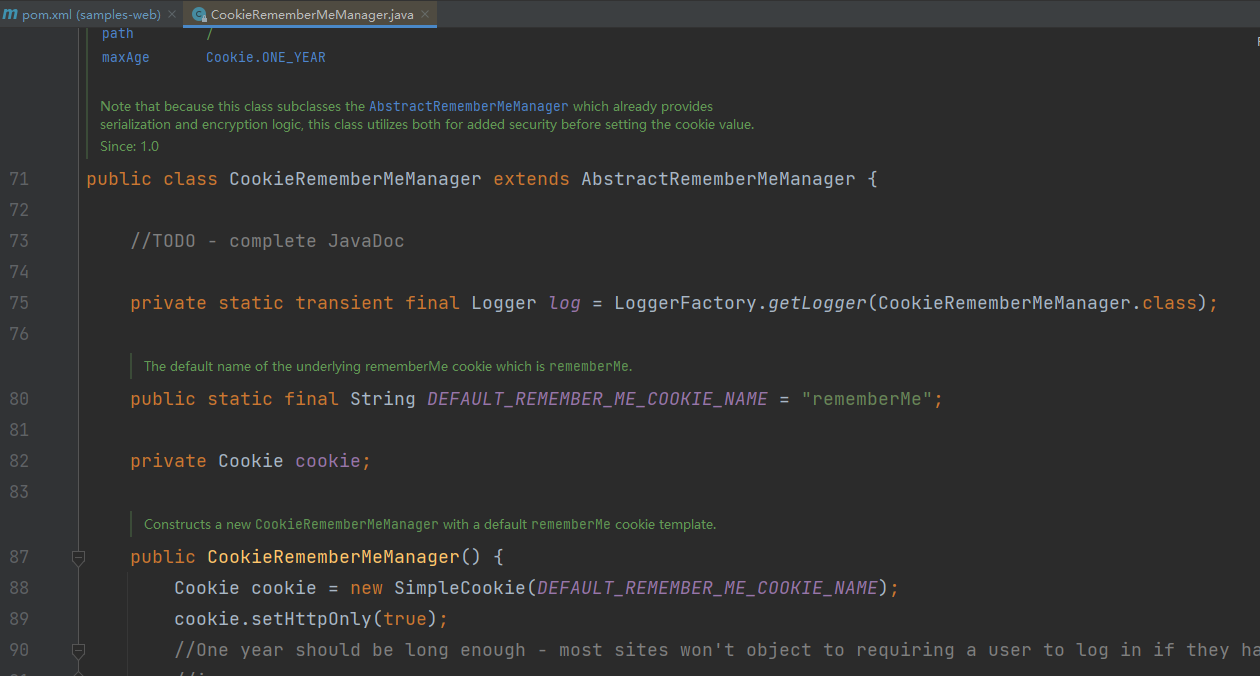 pom.xml (samples-web)
CookieRememberMeManager.java
path /
maxAge Cookie.ONE_YEAR
Note that because this class subclasses the AbstractRememberMeManager which already provides
serialization and encryption logic, this class utilizes both for added security before setting the cookie value.
Since: 1.0
71 public class CookieRememberMeManager extends AbstractRememberMeManager {
72
73 //TODO - complete JavaDoc
74
75 private static transient final Logger log = LoggerFactory.getLogger(CookieRememberMeManager.class);
76
The default name of the underlying rememberMe cookie which is rememberMe.
80 public static final String DEFAULT_REMEMBER_ME_COOKIE_NAME = "rememberMe";
81
82 private Cookie cookie;
83
Constructs a new CookieRememberMeManager with a default rememberMe cookie template.
87 public CookieRememberMeManager() {
88 Cookie cookie = new SimpleCookie(DEFAULT_REMEMBER_ME_COOKIE_NAME);
89 cookie.setHttpOnly(true);
90 //One year should be long enough - most sites won't object to requiring a user to log in if they ha